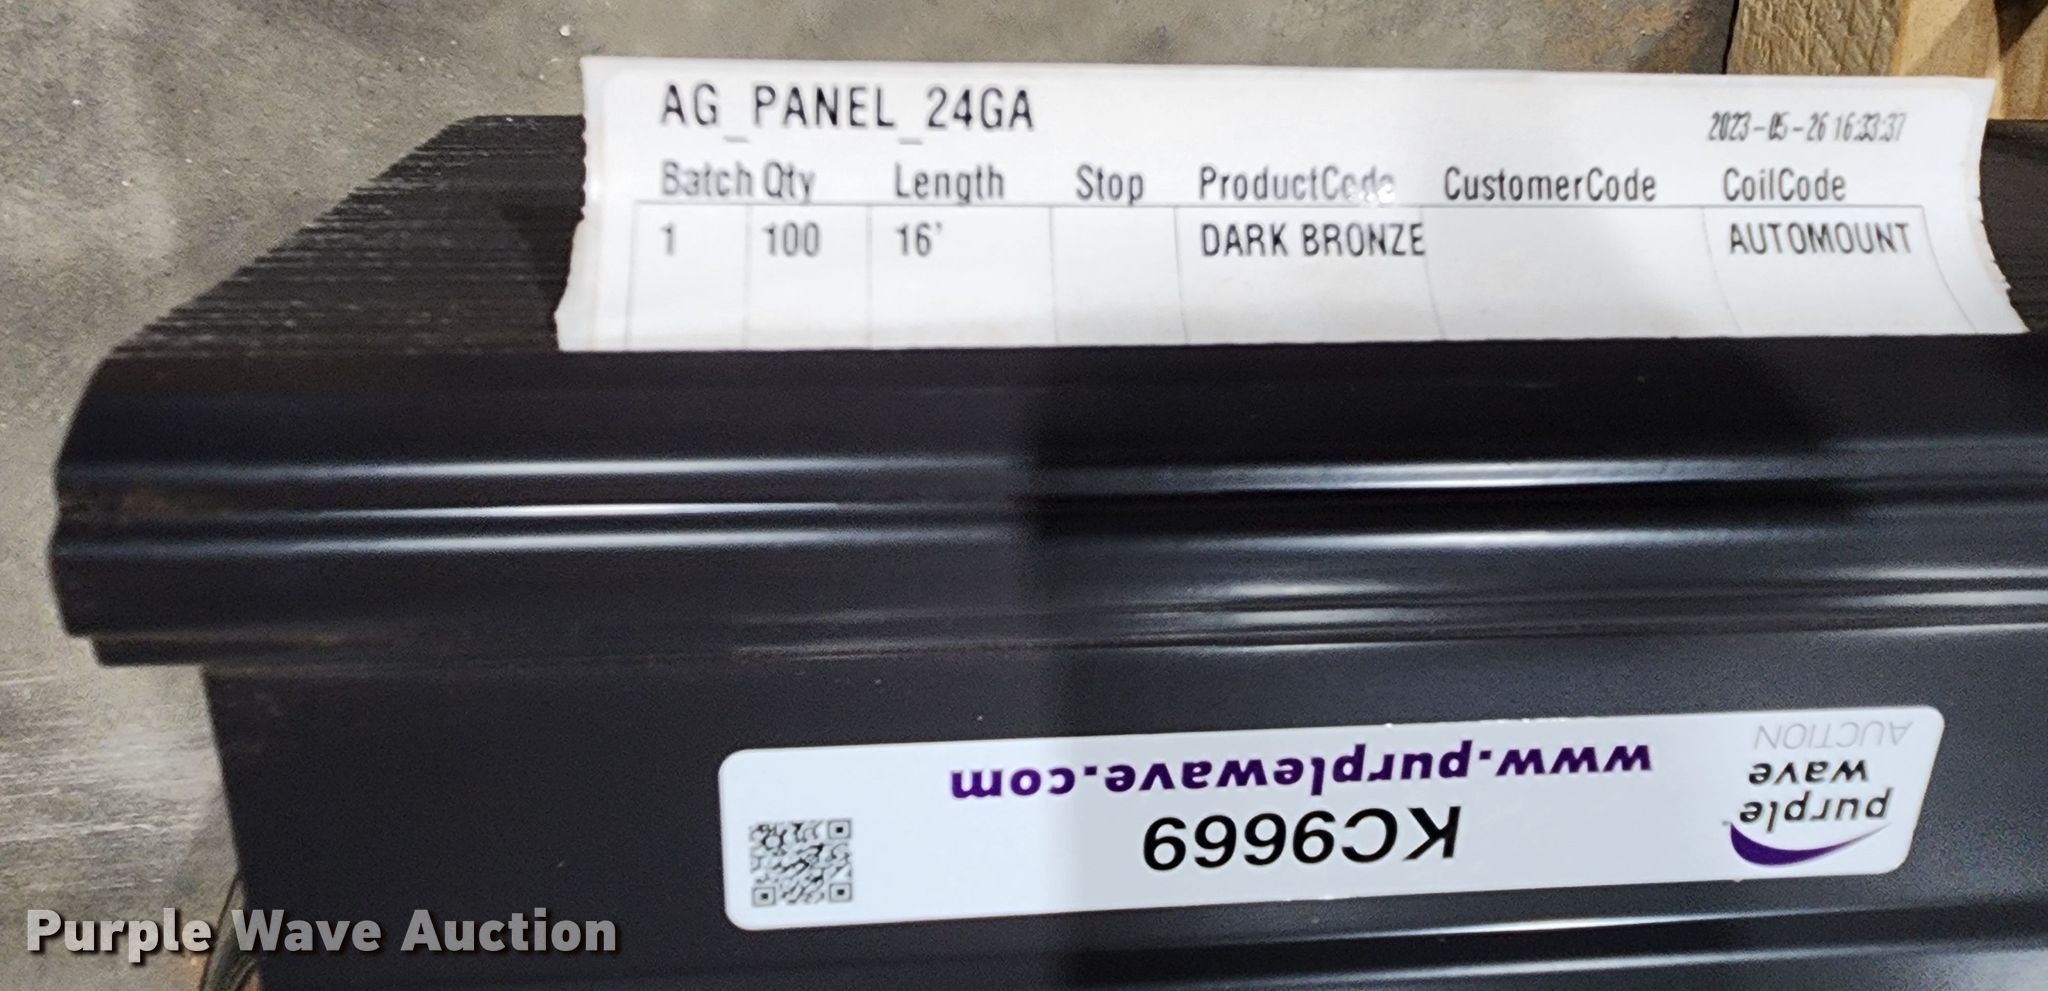 AG_PANEL_24GA
2023-05-26 16:33:37
Batch Qty Length Stop ProductCode CustomerCode CoilCode
1 100 16' DARK BRONZE AUTOMOUNT
purple
wave
AUCTION
KC9669
www.purplewave.com
Purple Wave Auction